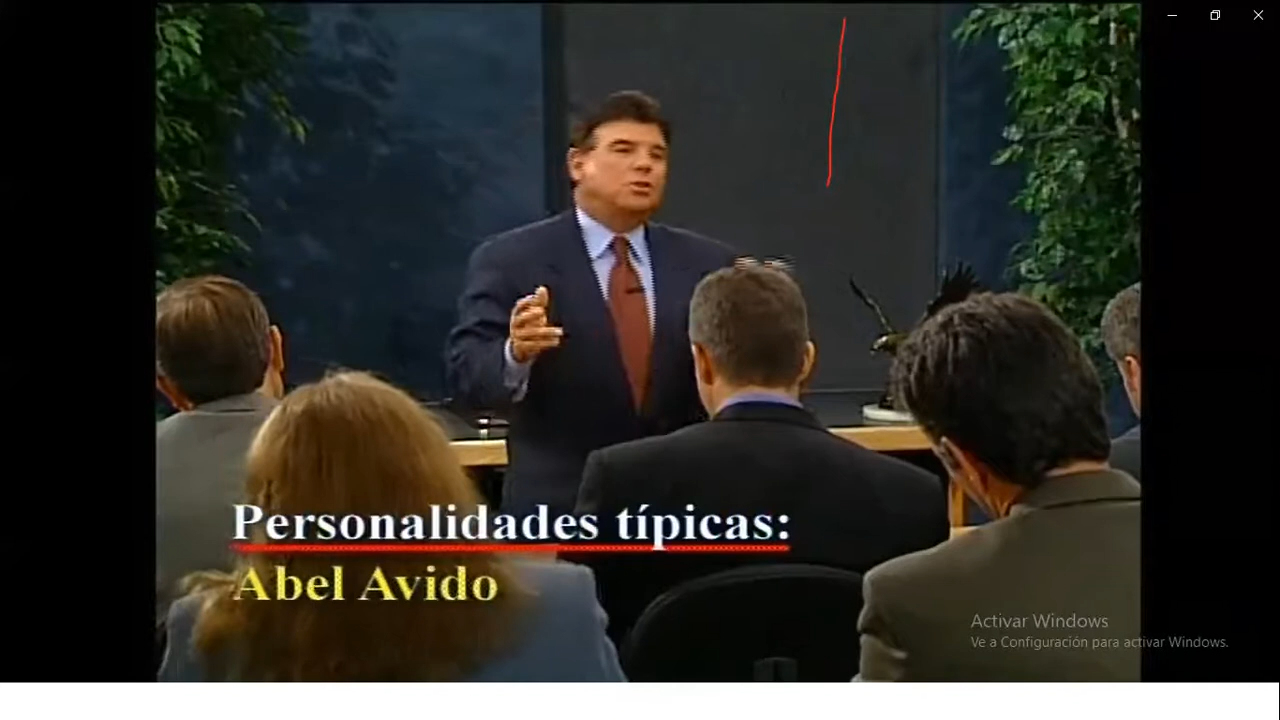 Personalidades típicas:
Abel Avido
Activar Windows
Ve a Configuración para activar Windows.